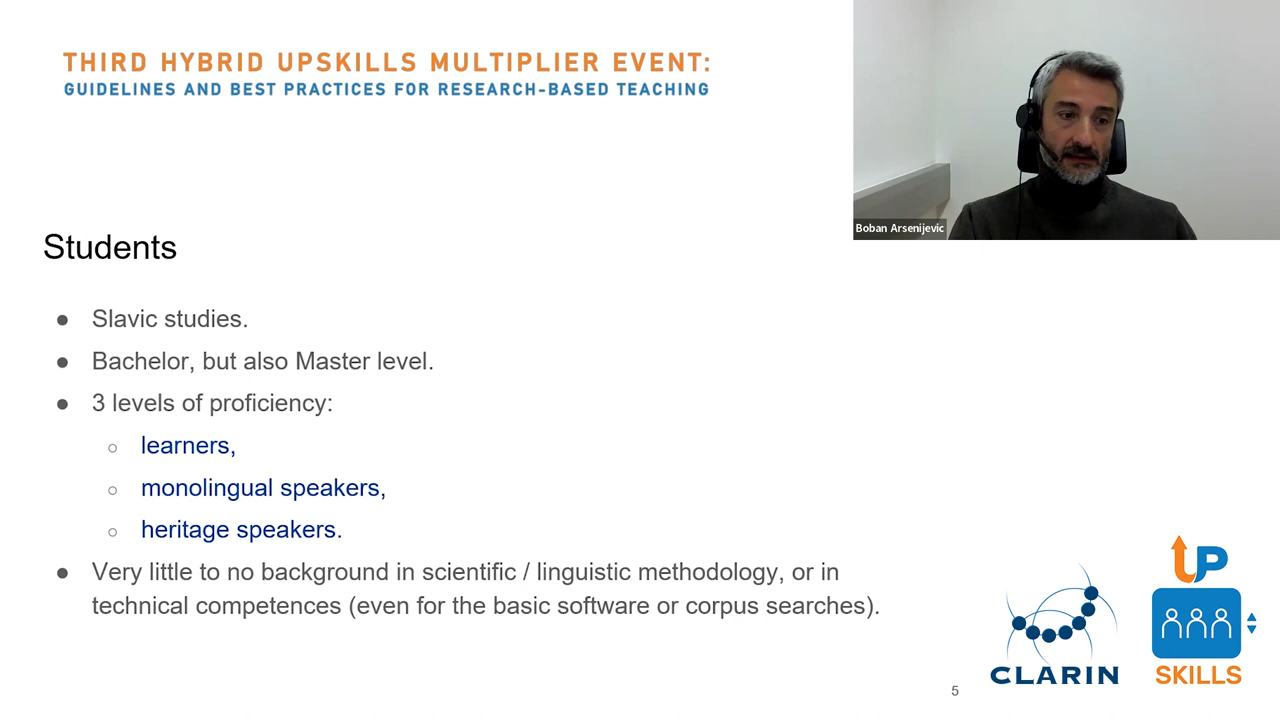 THIRD HYBRID UPSKILLS MULTIPLIER EVENT:
GUIDELINES AND BEST PRACTICES FOR RESEARCH-BASED TEACHING
Boban Arsenijevic
Students
● Slavic studies.
● Bachelor, but also Master level.
● 3 levels of proficiency:
○ learners,
○ monolingual speakers,
○ heritage speakers.
● Very little to no background in scientific / linguistic methodology, or in
technical competences (even for the basic software or corpus searches).
UP
SKILLS
CLARIN
5